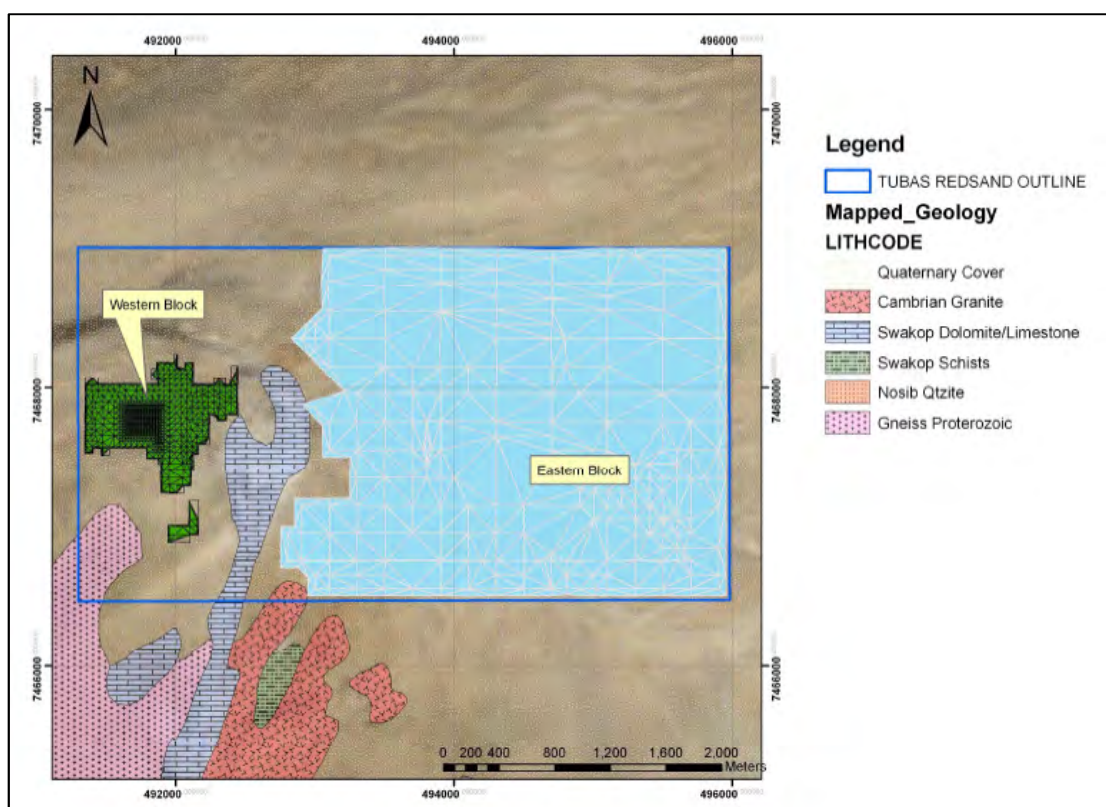 492000
494000
496000
N
7470000
7470000
Western Block
7468000
7468000
Eastern Block
7466000
7466000
0 200 400 800 1,200 1,600 2,000
Meters
492000
494000
496000
Legend
TUBAS REDSAND OUTLINE
Mapped_Geology
LITHCODE
Quaternary Cover
Cambrian Granite
Swakop Dolomite/Limestone
Swakop Schists
Nosib Qtzite
Gneiss Proterozoic